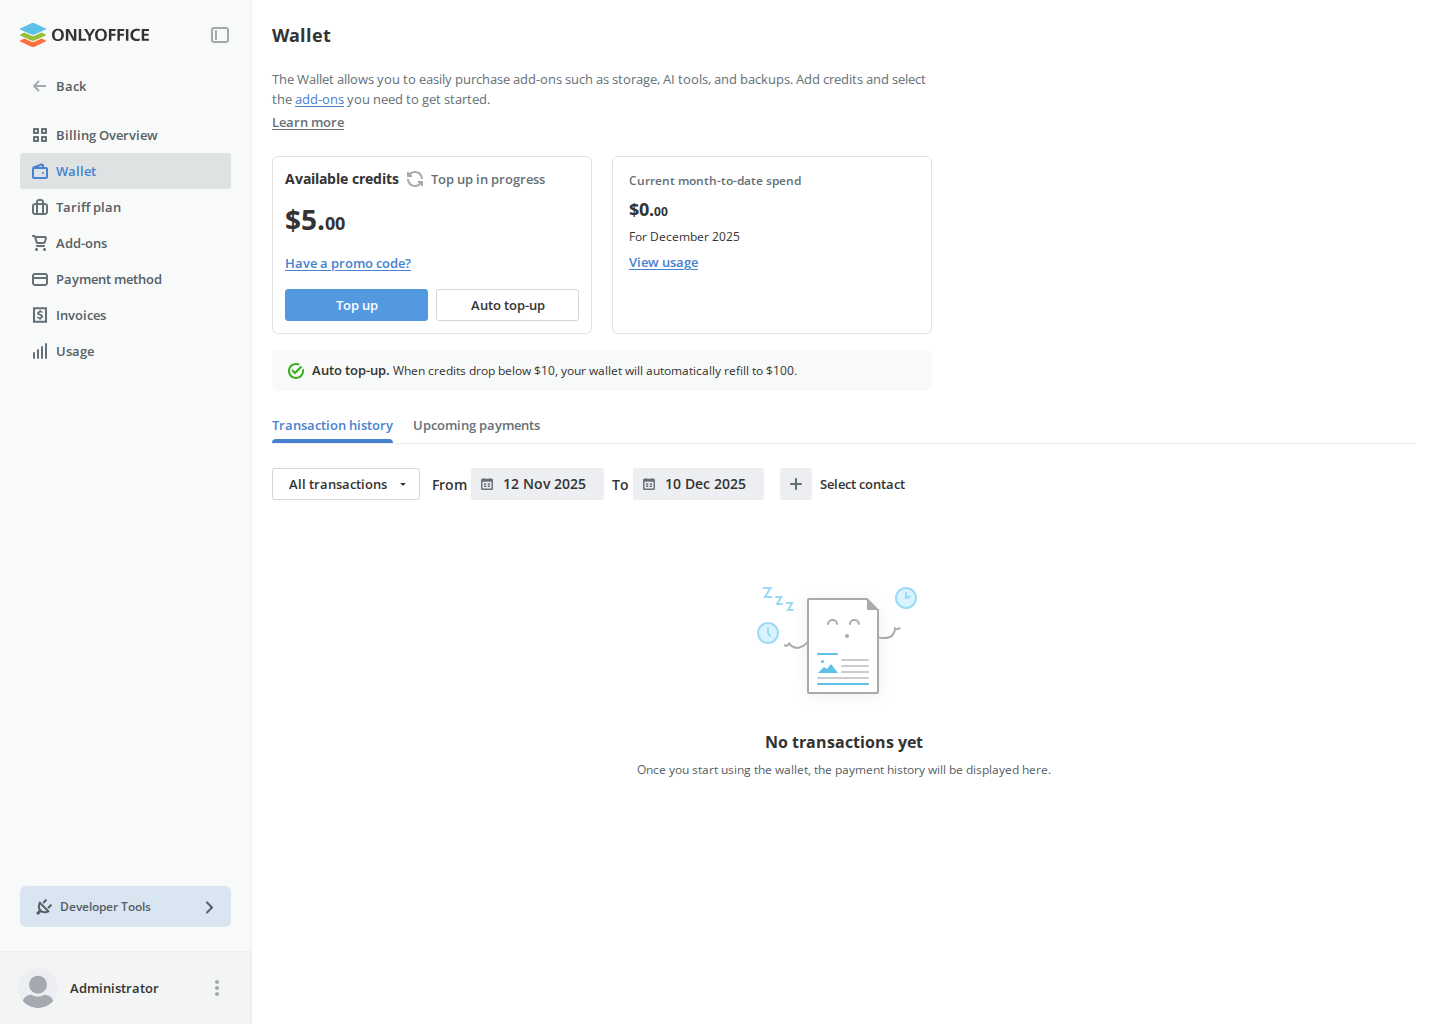 ONLYOFFICE
Back
Billing Overview
Wallet
Tariff plan
Add-ons
Payment method
Invoices
Usage
Developer Tools
Administrator
Wallet
The Wallet allows you to easily purchase add-ons such as storage, AI tools, and backups. Add credits and select
the add-ons you need to get started.
Learn more
Available credits Top up in progress
$5.00
Have a promo code?
Top up Auto top-up
Current month-to-date spend
$0.00
For December 2025
View usage
Auto top-up. When credits drop below $10, your wallet will automatically refill to $100.
Transaction history Upcoming payments
All transactions From 12 Nov 2025 To 10 Dec 2025 Select contact
Z z z
No transactions yet
Once you start using the wallet, the payment history will be displayed here.